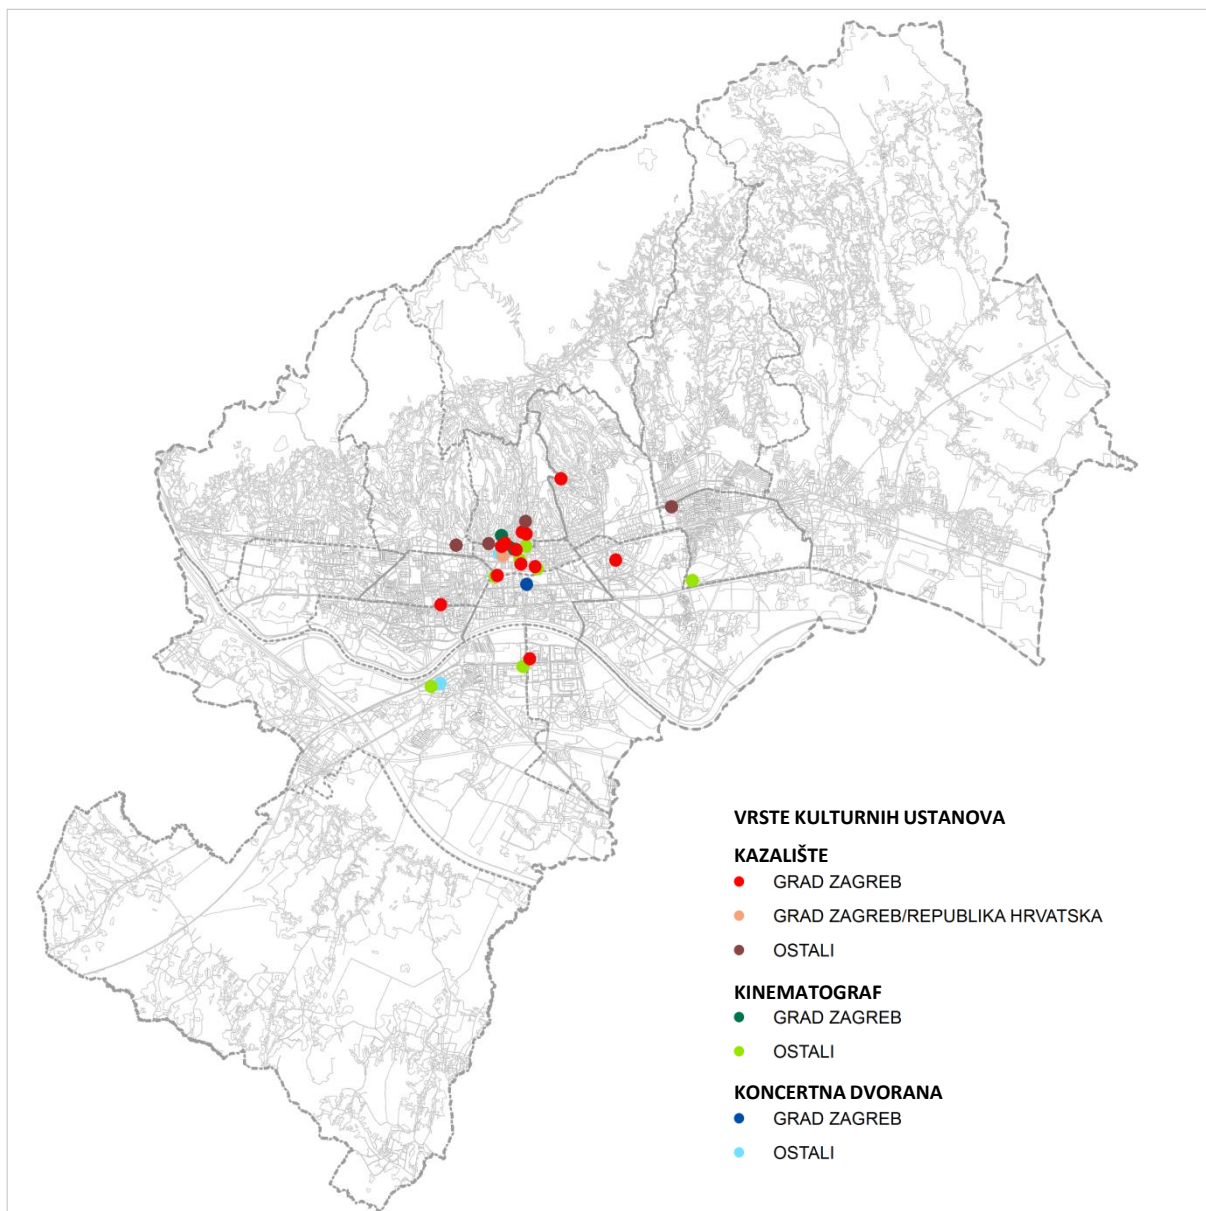 VRSTE KULTURNIH USTANOVA
KAZALIŠTE
GRAD ZAGREB
GRAD ZAGREB/REPUBLIKA HRVATSKA
OSTALI
KINEMATOGRAF
GRAD ZAGREB
OSTALI
KONCERTNA DVORANA
GRAD ZAGREB
OSTALI